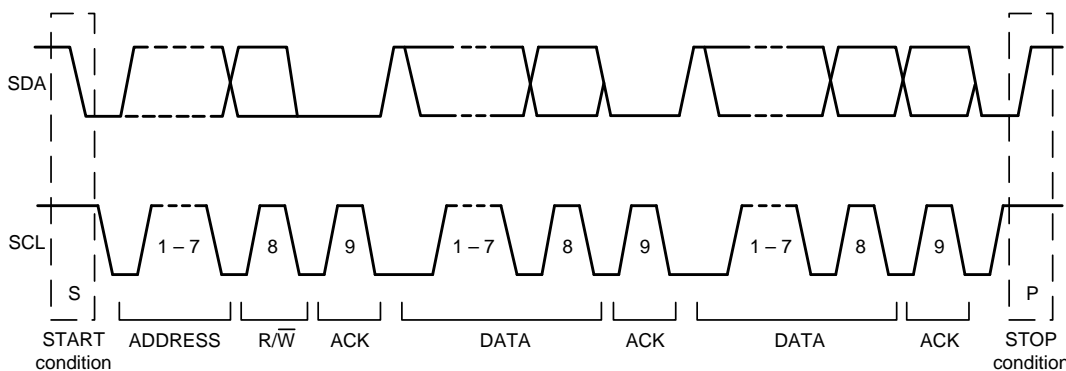 SDA
SCL
1 – 7
8
9
1 – 7
8
9
1 – 7
8
9
S
P
START
condition
ADDRESS
R/W̅
ACK
DATA
ACK
DATA
ACK
STOP
condition